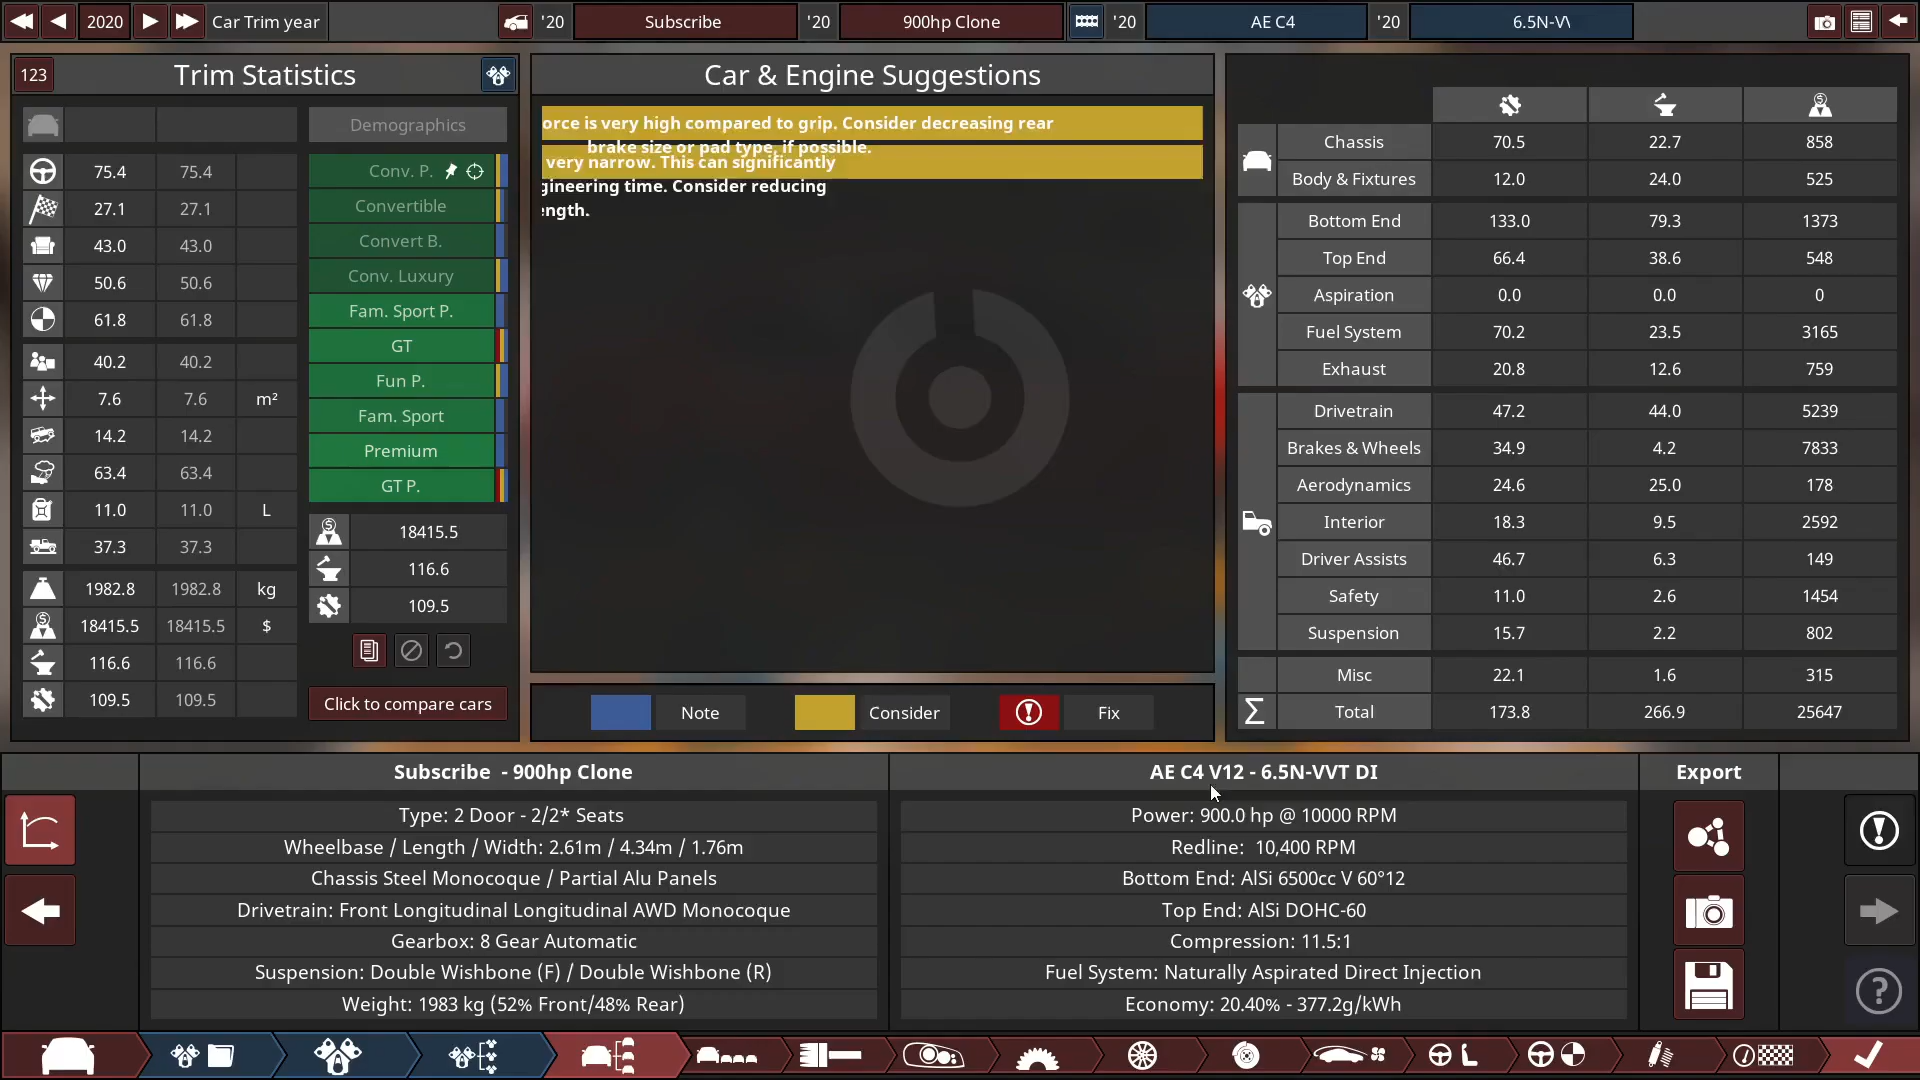 2020 Car Trim year '20 Subscribe '20 900hp Clone '20 AE C4 '20 6.5N-V\
123 Trim Statistics
Demographics
75.4 75.4
27.1 27.1
43.0 43.0
50.6 50.6
61.8 61.8
40.2 40.2
7.6 7.6 m²
14.2 14.2
63.4 63.4
11.0 11.0 L
37.3 37.3
1982.8 1982.8 kg
18415.5 18415.5 $
116.6 116.6
109.5 109.5
Conv. P.
Convertible
Convert B.
Conv. Luxury
Fam. Sport P.
GT
Fun P.
Fam. Sport
Premium
GT P.
18415.5
116.6
109.5
Click to compare cars
Car & Engine Suggestions
orce is very high compared to grip. Consider decreasing rear
brake size or pad type, if possible.
very narrow. This can significantly
gineering time. Consider reducing
ength.
Note Consider Fix
Chassis 70.5 22.7 858
Body & Fixtures 12.0 24.0 525
Bottom End 133.0 79.3 1373
Top End 66.4 38.6 548
Aspiration 0.0 0.0 0
Fuel System 70.2 23.5 3165
Exhaust 20.8 12.6 759
Drivetrain 47.2 44.0 5239
Brakes & Wheels 34.9 4.2 7833
Aerodynamics 24.6 25.0 178
Interior 18.3 9.5 2592
Driver Assists 46.7 6.3 149
Safety 11.0 2.6 1454
Suspension 15.7 2.2 802
Misc 22.1 1.6 315
Σ Total 173.8 266.9 25647
Subscribe - 900hp Clone
Type: 2 Door - 2/2* Seats
Wheelbase / Length / Width: 2.61m / 4.34m / 1.76m
Chassis Steel Monocoque / Partial Alu Panels
Drivetrain: Front Longitudinal Longitudinal AWD Monocoque
Gearbox: 8 Gear Automatic
Suspension: Double Wishbone (F) / Double Wishbone (R)
Weight: 1983 kg (52% Front/48% Rear)
AE C4 V12 - 6.5N-VVT DI
Power: 900.0 hp @ 10000 RPM
Redline: 10,400 RPM
Bottom End: AlSi 6500cc V 60°12
Top End: AlSi DOHC-60
Compression: 11.5:1
Fuel System: Naturally Aspirated Direct Injection
Economy: 20.40% - 377.2g/kWh
Export